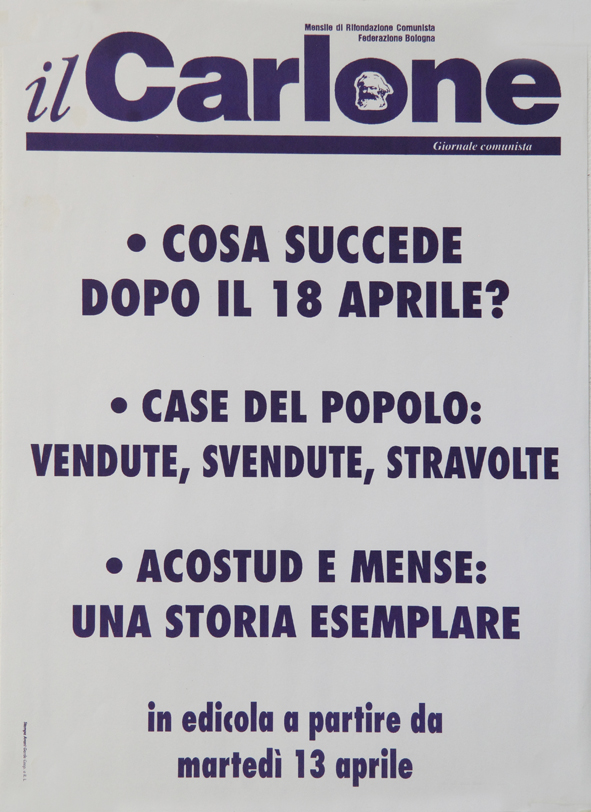 Mensile di Rifondazione Comunista
Federazione Bologna
il Carlone
Giornale comunista
• COSA SUCCEDE
DOPO IL 18 APRILE?
• CASE DEL POPOLO:
VENDUTE, SVENDUTE, STRAVOLTE
• ACOSTUD E MENSE:
UNA STORIA ESEMPLARE
in edicola a partire da
martedì 13 aprile